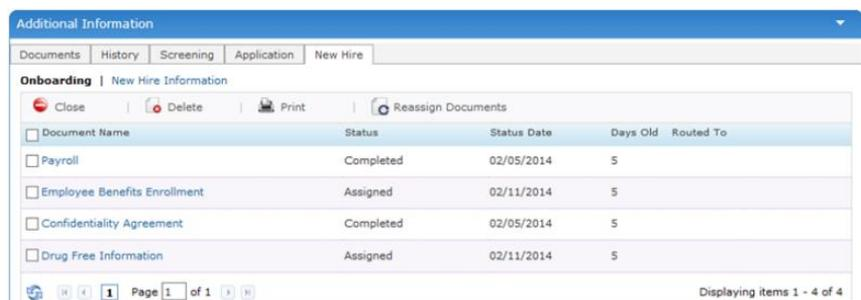 Additional Information
Documents History Screening Application New Hire
Onboarding | New Hire Information
Close | Delete | Print | Reassign Documents
Document Name Status Status Date Days Old Routed To
Payroll Completed 02/05/2014 5
Employee Benefits Enrollment Assigned 02/11/2014 5
Confidentiality Agreement Completed 02/05/2014 5
Drug Free Information Assigned 02/11/2014 5
1 Page 1 of 1 Displaying items 1 - 4 of 4